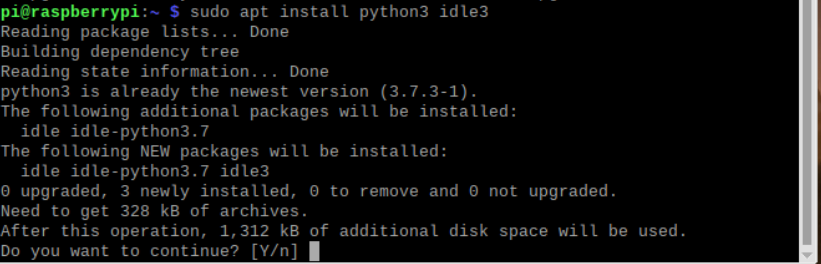 pi@raspberrypi:~ $ sudo apt install python3 idle3
Reading package lists... Done
Building dependency tree
Reading state information... Done
python3 is already the newest version (3.7.3-1).
The following additional packages will be installed:
  idle idle-python3.7
The following NEW packages will be installed:
  idle idle-python3.7 idle3
0 upgraded, 3 newly installed, 0 to remove and 0 not upgraded.
Need to get 328 kB of archives.
After this operation, 1,312 kB of additional disk space will be used.
Do you want to continue? [Y/n]